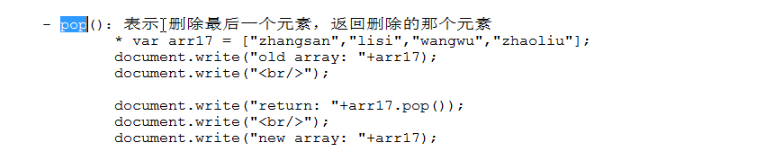 - pop(): 表示删除最后一个元素，返回删除的那个元素
* var arr17 = ["zhangsan","lisi","wangwu","zhaoliu"];
document.write("old array: "+arr17);
document.write("<br/>");
document.write("return: "+arr17.pop());
document.write("<br/>");
document.write("new array: "+arr17);